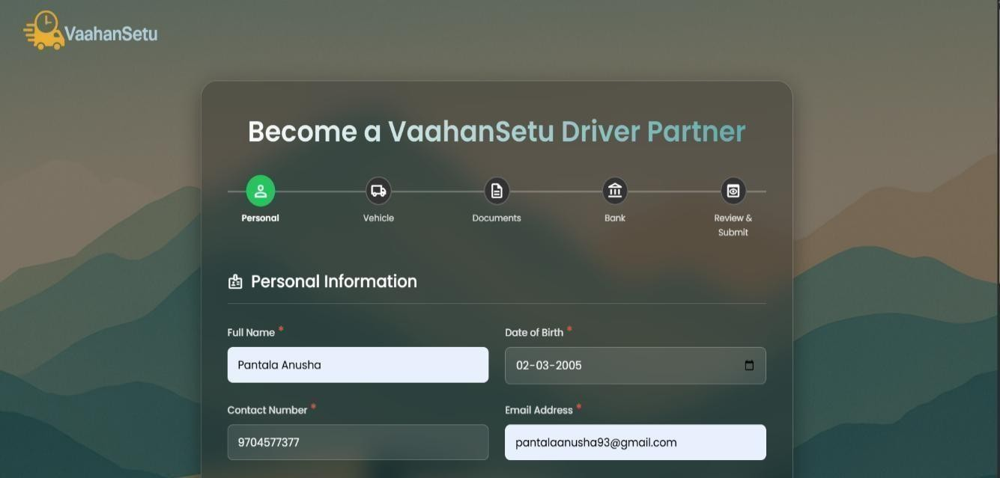 VaahanSetu
Become a VaahanSetu Driver Partner
Personal
Vehicle
Documents
Bank
Review &
Submit
Personal Information
Full Name *
Date of Birth *
Pantala Anusha
02-03-2005
Contact Number *
Email Address *
9704577377
pantalaanusha93@gmail.com